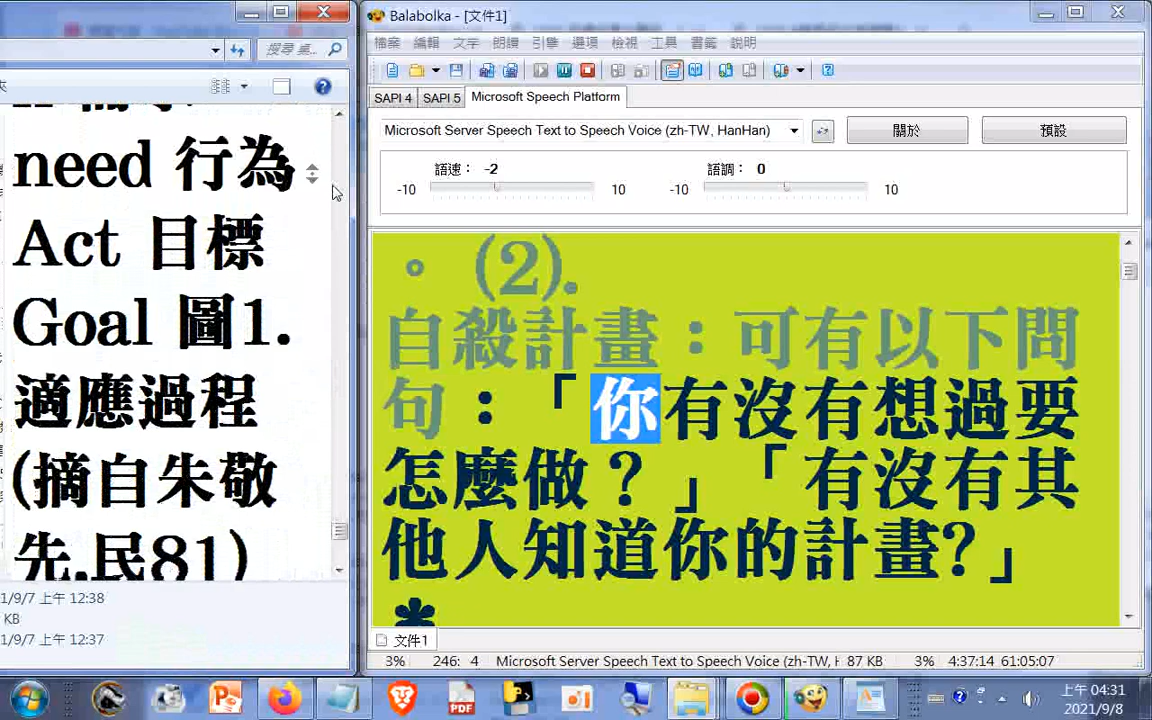 搜尋 桌...
need 行為
Act 目標
Goal 圖1.
適應過程
(摘自朱敬
先.民81)
1/9/7 上午 12:38
KB
1/9/7 上午 12:37
Balabolka - [文件1]
檔案 編輯 文字 朗讀 引擎 選項 檢視 工具 書籤 說明
SAPI 4 SAPI 5 Microsoft Speech Platform
Microsoft Server Speech Text to Speech Voice (zh-TW, HanHan) 關於 預設
語速： -2 語調： 0
-10 10 -10 10
。 (2).
自殺計畫：可有以下問
句：「你有沒有想過要
怎麼做？」「有沒有其
他人知道你的計畫?」
*
文件1
3% 246: 4 Microsoft Server Speech Text to Speech Voice (zh-TW, H 87 KB 3% 4:37:14 61:05:07
PDF
上午 04:31
2021/9/8